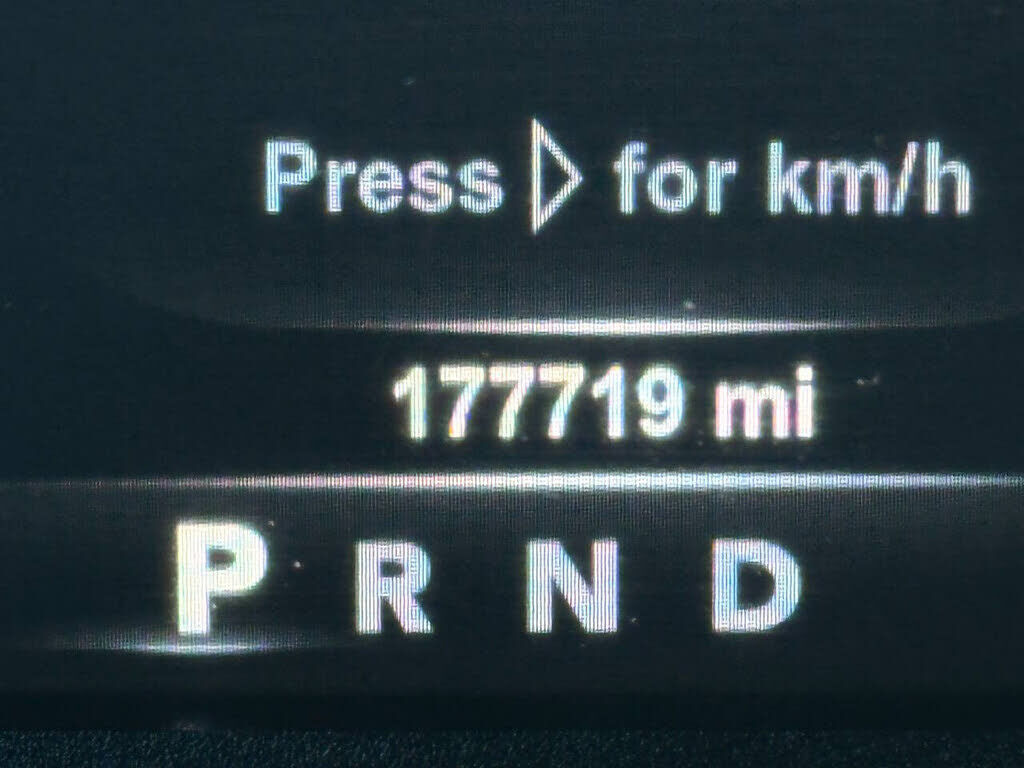 Press ▷ for km/h
177719 mi
P R N D